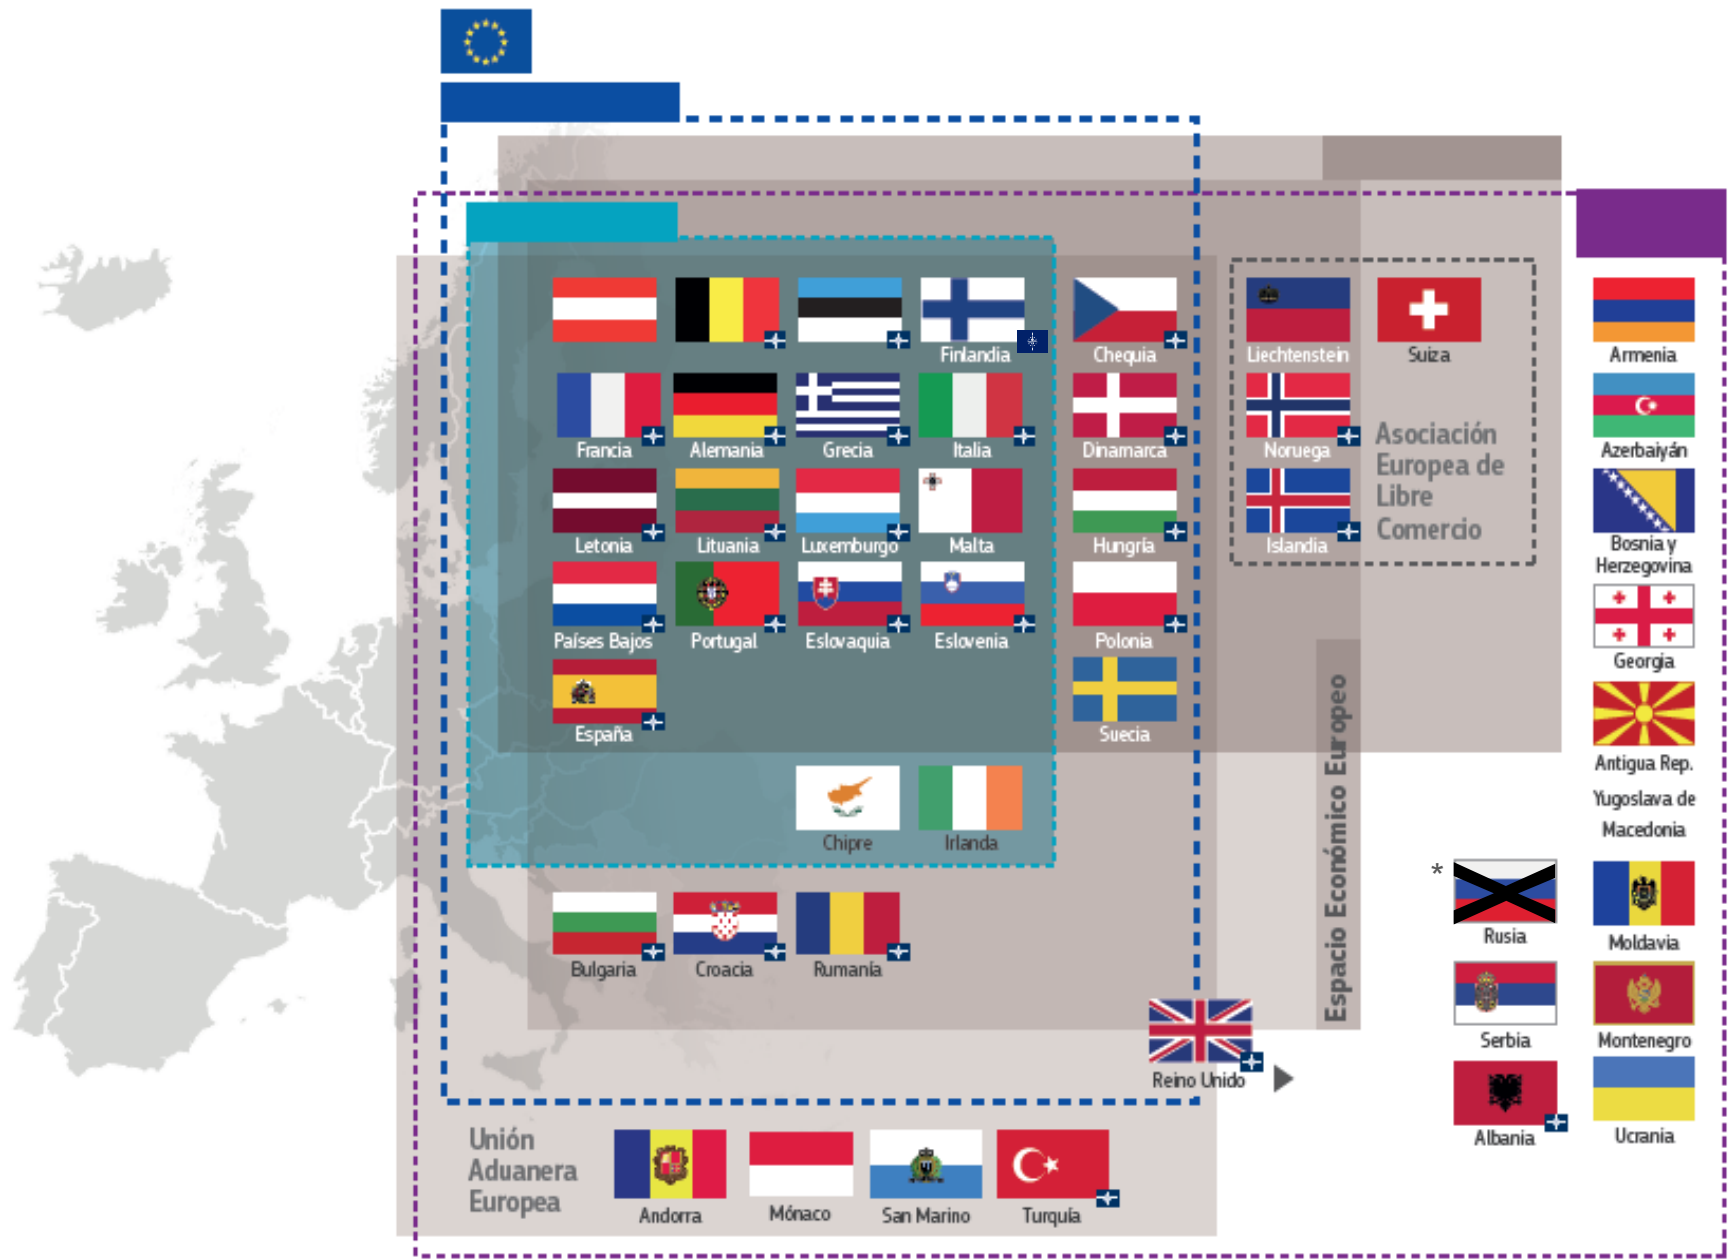 Finlandia
Chequia
Liechtenstein
Suiza
Armenia
Francia
Alemania
Grecia
Italia
Dinamarca
Noruega
Asociación
Europea de
Libre
Comercio
Azerbaiyán
Letonia
Lituania
Luxemburgo
Malta
Hungría
Islandia
Bosnia y
Herzegovina
Países Bajos
Portugal
Eslovaquia
Eslovenia
Polonia
Georgia
España
Suecia
Espacio Económico Europeo
Antigua Rep.
Yugoslava de
Macedonia
Chipre
Irlanda
*
Rusia
Moldavia
Bulgaria
Croacia
Rumanía
Serbia
Montenegro
Reino Unido
Albania
Ucrania
Unión
Aduanera
Europea
Andorra
Mónaco
San Marino
Turquía